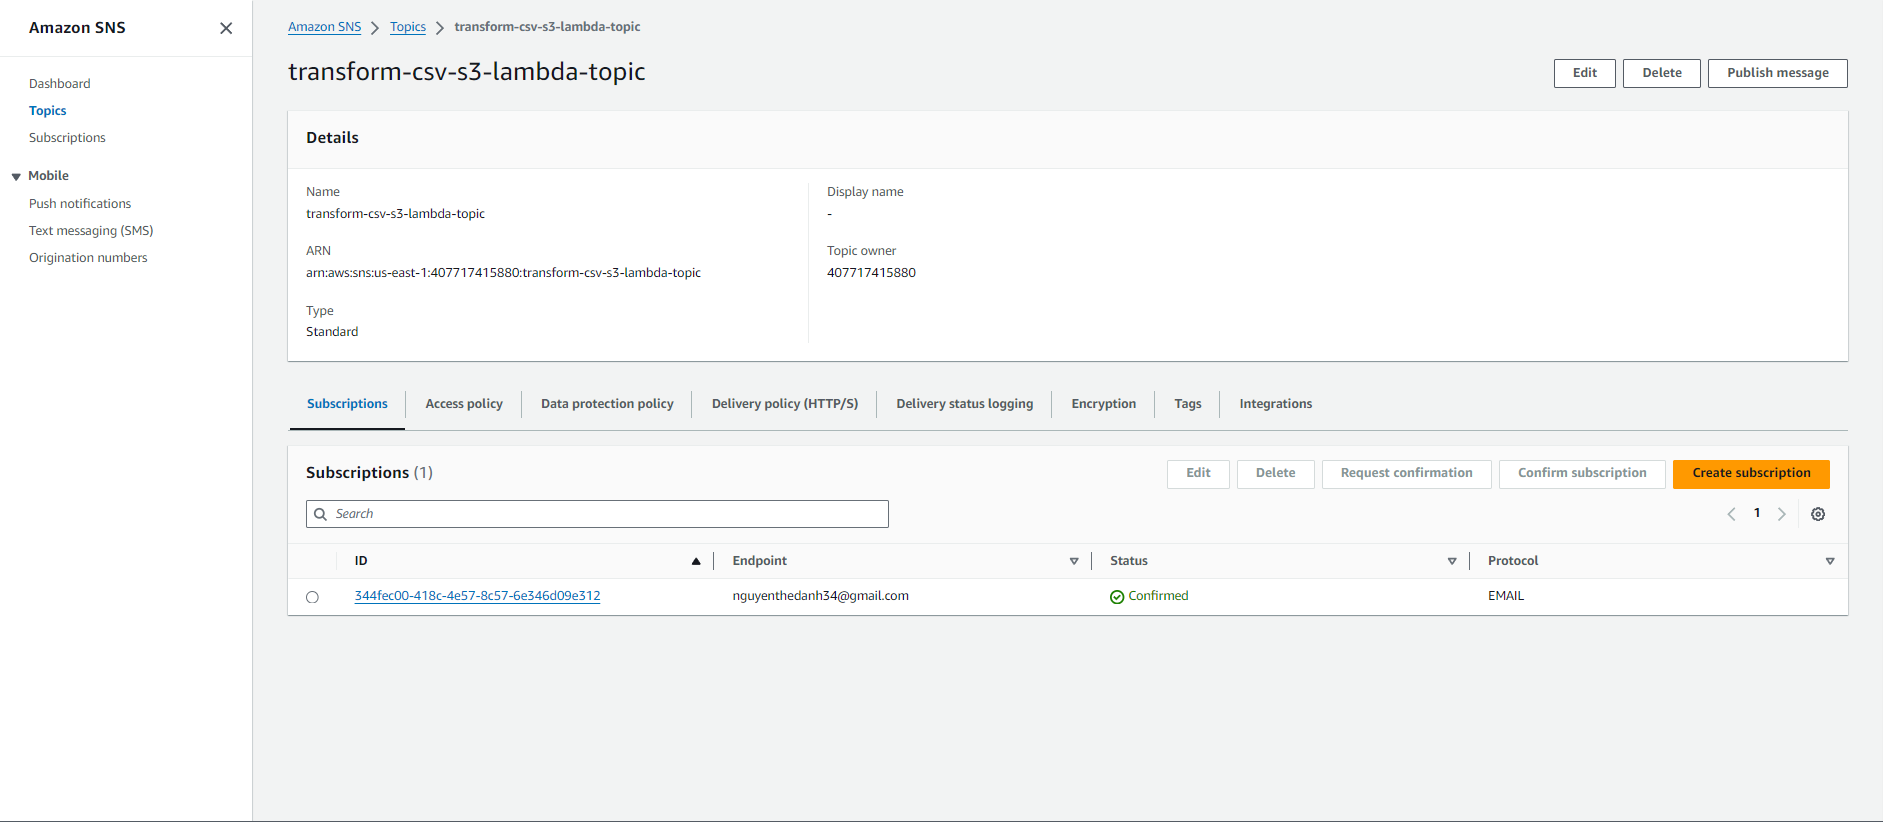 Amazon SNS
Dashboard
Topics
Subscriptions
Mobile
Push notifications
Text messaging (SMS)
Origination numbers
Amazon SNS > Topics > transform-csv-s3-lambda-topic
transform-csv-s3-lambda-topic
Edit Delete Publish message
Details
Name
transform-csv-s3-lambda-topic
ARN
arn:aws:sns:us-east-1:407717415880:transform-csv-s3-lambda-topic
Type
Standard
Display name
-
Topic owner
407717415880
Subscriptions Access policy Data protection policy Delivery policy (HTTP/S) Delivery status logging Encryption Tags Integrations
Subscriptions (1)
Edit Delete Request confirmation Confirm subscription Create subscription
Search
1
ID Endpoint Status Protocol
344fec00-418c-4e57-8c57-6e346d09e312 nguyenthedanh34@gmail.com Confirmed EMAIL